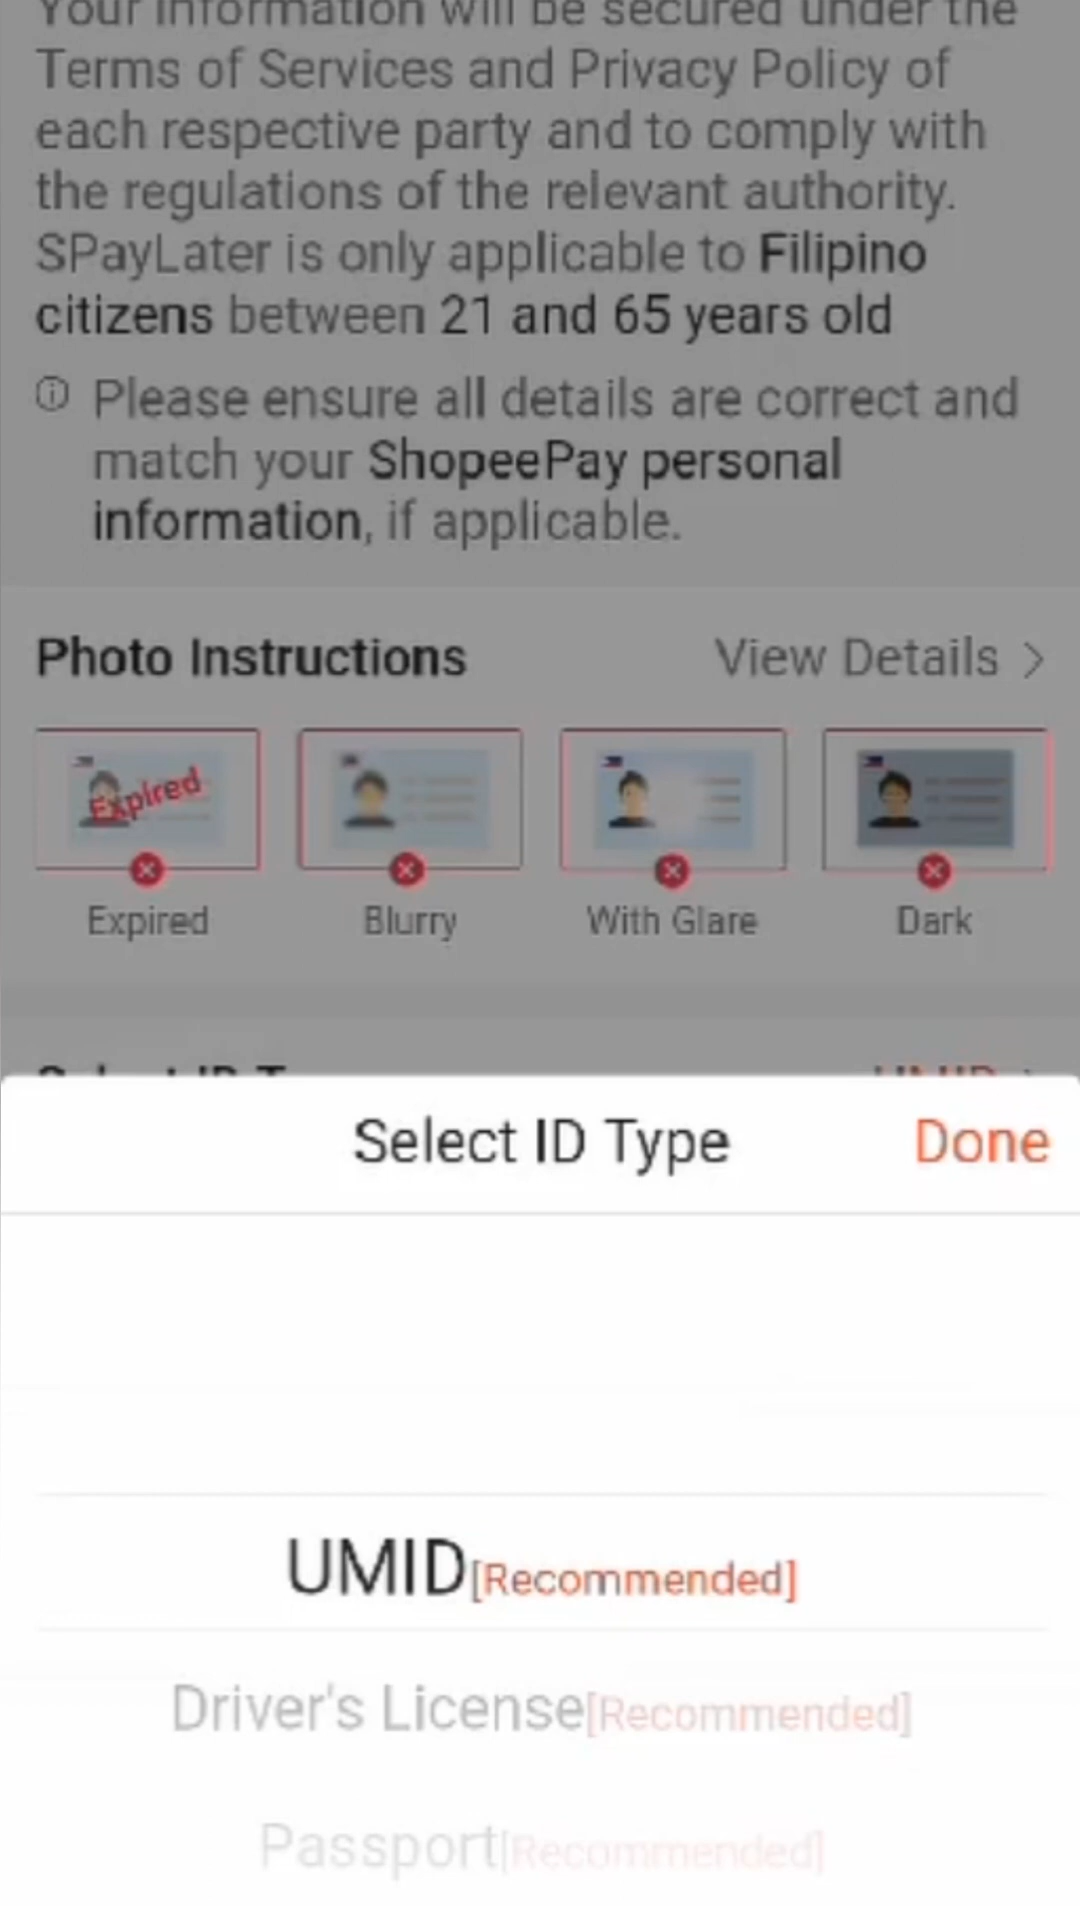 Your information will be secured under the
Terms of Services and Privacy Policy of
each respective party and to comply with
the regulations of the relevant authority.
SPayLater is only applicable to Filipino
citizens between 21 and 65 years old
Please ensure all details are correct and
match your ShopeePay personal
information, if applicable.
Photo Instructions View Details
Expired
Expired Blurry With Glare Dark
Select ID Type Done
UMID[Recommended]
Driver's License[Recommended]
Passport[Recommended]